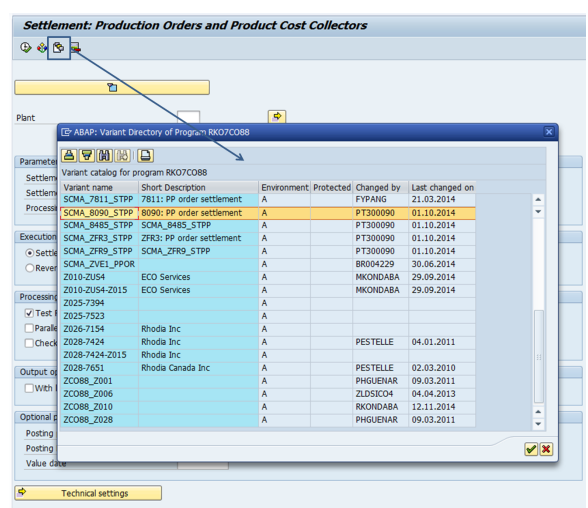 Settlement: Production Orders and Product Cost Collectors
Plant
ABAP: Variant Directory of Program RKO7CO88
Variant catalog for program RKO7CO88
Variant name Short Description Environment Protected Changed by Last changed on
SCMA_7811_STPP 7811: PP order settlement A FYPANG 21.03.2014
SCMA_8090_STPP 8090: PP order settlement A PT300090 01.10.2014
SCMA_8485_STPP SCMA_8485_STPP A PT300090 01.10.2014
SCMA_ZFR3_STPP ZFR3: PP order settlement A PT300090 01.10.2014
SCMA_ZFR9_STPP SCMA_ZFR9_STPP A PT300090 01.10.2014
SCMA_ZVE1_PPOR A BR004229 30.06.2014
Z010-ZUS4 ECO Services A MKONDABA 29.09.2014
Z010-ZUS4-Z015 ECO Services A MKONDABA 29.09.2014
Z025-7394 A
Z025-7523 A
Z026-7154 Rhodia Inc A
Z028-7424 Rhodia Inc A PESTELLE 04.01.2011
Z028-7424-Z015 Rhodia Inc A
Z028-7651 Rhodia Canada Inc A PESTELLE 02.03.2010
ZCO88_Z001 A PHGUENAR 09.03.2011
ZCO88_Z006 A ZLDSICO4 04.04.2013
ZCO88_Z010 A RKONDABA 12.11.2014
ZCO88_Z028 A PHGUENAR 09.03.2011
Paramete
Settlem
Settlem
Processi
Execution
Settle
Rever
Processing
Test R
Paralle
Check
Output op
With l
Optional p
Posting
Posting
Value date
Technical settings